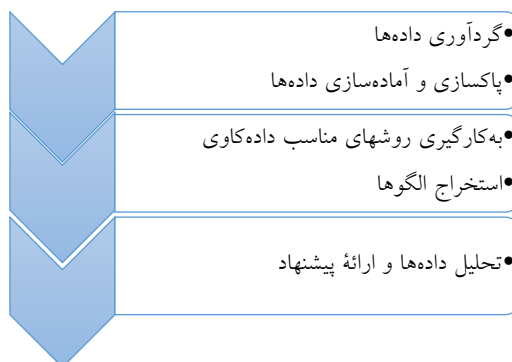 •گردآوری داده‌ها
•پاکسازی و آماده‌سازی داده‌ها
•به‌کارگیری روشهای مناسب داده‌کاوی
•استخراج الگوها
•تحلیل داده‌ها و ارائهٔ پیشنهاد